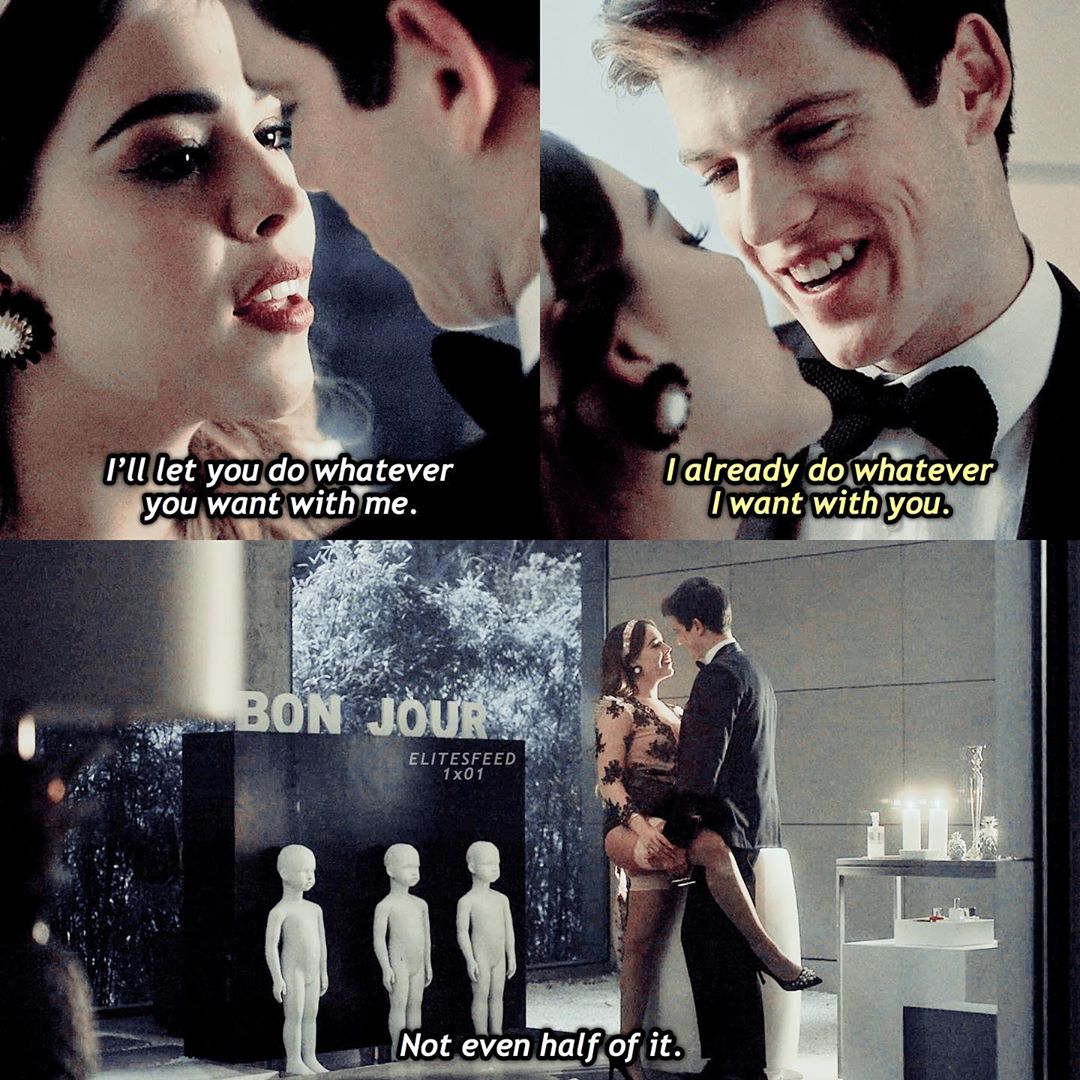 I’ll let you do whatever
you want with me.
I already do whatever
I want with you.
BON JOUR
ELITESFEED
1x01
Not even half of it.